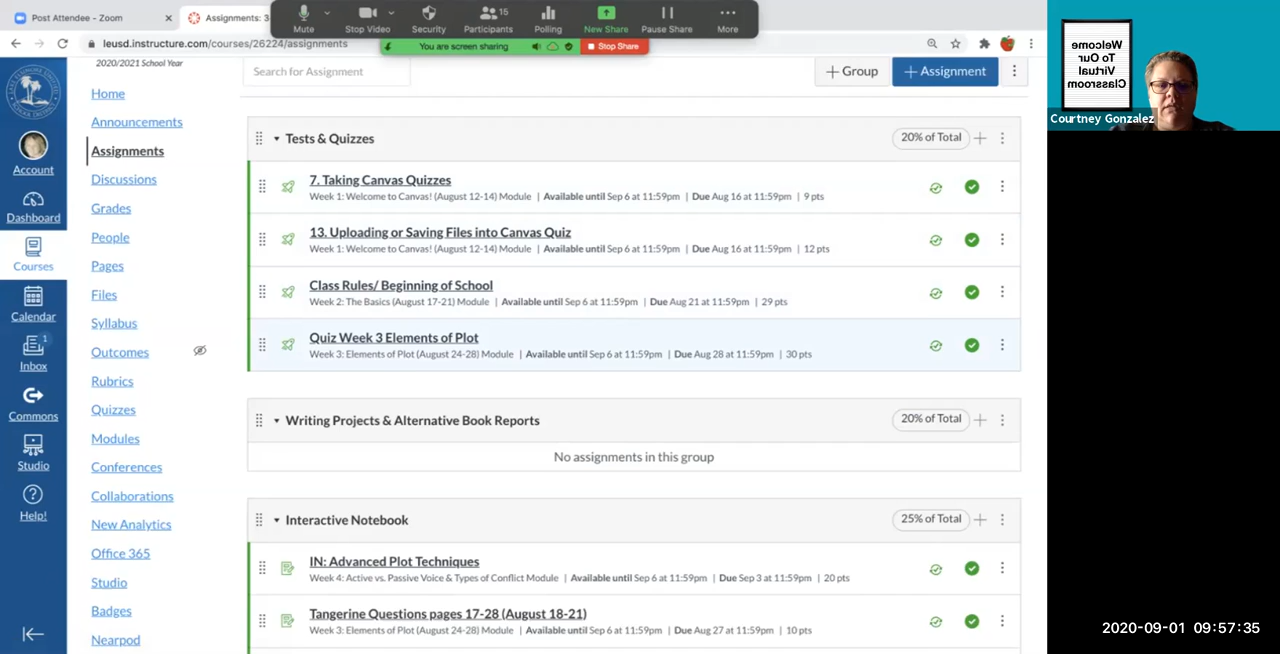 Post Attendee - Zoom
Assignments: 3
Mute
Stop Video
Security
15
Participants
Polling
New Share
Pause Share
More
You are screen sharing
Stop Share
leusd.instructure.com/courses/26224/assignments
Welcome
To Our
Virtual
Classroom
Courtney Gonzalez
2020/2021 School Year
Search for Assignment
Group
Assignment
Account
Dashboard
Courses
Calendar
1
Inbox
Commons
Studio
Help!
Home
Announcements
Assignments
Discussions
Grades
People
Pages
Files
Syllabus
Outcomes
Rubrics
Quizzes
Modules
Conferences
Collaborations
New Analytics
Office 365
Studio
Badges
Nearpod
Tests & Quizzes
20% of Total
7. Taking Canvas Quizzes
Week 1: Welcome to Canvas! (August 12-14) Module | Available until Sep 6 at 11:59pm | Due Aug 16 at 11:59pm | 9 pts
13. Uploading or Saving Files into Canvas Quiz
Week 1: Welcome to Canvas! (August 12-14) Module | Available until Sep 6 at 11:59pm | Due Aug 16 at 11:59pm | 12 pts
Class Rules/ Beginning of School
Week 2: The Basics (August 17-21) Module | Available until Sep 6 at 11:59pm | Due Aug 21 at 11:59pm | 29 pts
Quiz Week 3 Elements of Plot
Week 3: Elements of Plot (August 24-28) Module | Available until Sep 6 at 11:59pm | Due Aug 28 at 11:59pm | 30 pts
Writing Projects & Alternative Book Reports
20% of Total
No assignments in this group
Interactive Notebook
25% of Total
IN: Advanced Plot Techniques
Week 4: Active vs. Passive Voice & Types of Conflict Module | Available until Sep 6 at 11:59pm | Due Sep 3 at 11:59pm | 20 pts
Tangerine Questions pages 17-28 (August 18-21)
Week 3: Elements of Plot (August 24-28) Module | Available until Sep 6 at 11:59pm | Due Aug 27 at 11:59pm | 10 pts
2020-09-01 09:57:35